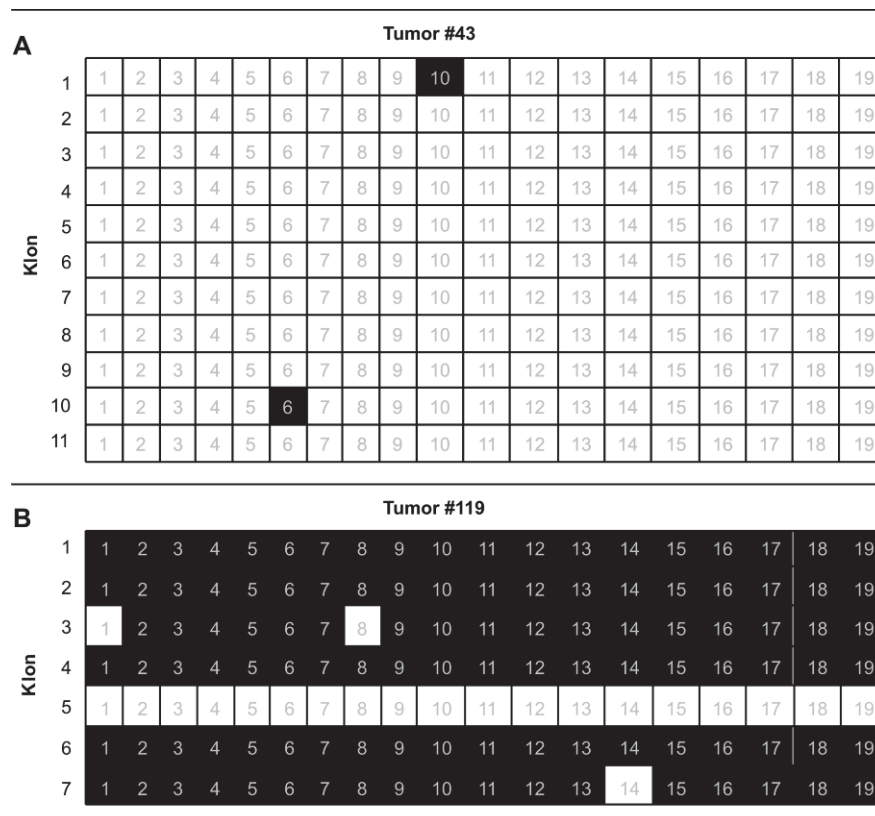 Tumor #43
A
1 1 2 3 4 5 6 7 8 9 10 11 12 13 14 15 16 17 18 19
2 1 2 3 4 5 6 7 8 9 10 11 12 13 14 15 16 17 18 19
3 1 2 3 4 5 6 7 8 9 10 11 12 13 14 15 16 17 18 19
4 1 2 3 4 5 6 7 8 9 10 11 12 13 14 15 16 17 18 19
5 1 2 3 4 5 6 7 8 9 10 11 12 13 14 15 16 17 18 19
Klon
6 1 2 3 4 5 6 7 8 9 10 11 12 13 14 15 16 17 18 19
7 1 2 3 4 5 6 7 8 9 10 11 12 13 14 15 16 17 18 19
8 1 2 3 4 5 6 7 8 9 10 11 12 13 14 15 16 17 18 19
9 1 2 3 4 5 6 7 8 9 10 11 12 13 14 15 16 17 18 19
10 1 2 3 4 5 6 7 8 9 10 11 12 13 14 15 16 17 18 19
11 1 2 3 4 5 6 7 8 9 10 11 12 13 14 15 16 17 18 19
Tumor #119
B
1 1 2 3 4 5 6 7 8 9 10 11 12 13 14 15 16 17 18 19
2 1 2 3 4 5 6 7 8 9 10 11 12 13 14 15 16 17 18 19
3 1 2 3 4 5 6 7 8 9 10 11 12 13 14 15 16 17 18 19
4 1 2 3 4 5 6 7 8 9 10 11 12 13 14 15 16 17 18 19
Klon
5 1 2 3 4 5 6 7 8 9 10 11 12 13 14 15 16 17 18 19
6 1 2 3 4 5 6 7 8 9 10 11 12 13 14 15 16 17 18 19
7 1 2 3 4 5 6 7 8 9 10 11 12 13 14 15 16 17 18 19